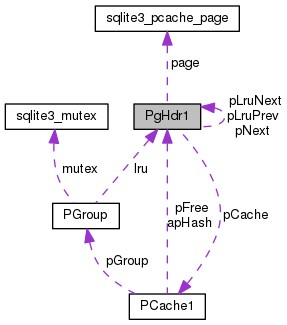 sqlite3_pcache_page
page
sqlite3_mutex
PgHdr1
pLruNext
pLruPrev
pNext
mutex
lru
PGroup
pFree
apHash
pCache
pGroup
PCache1